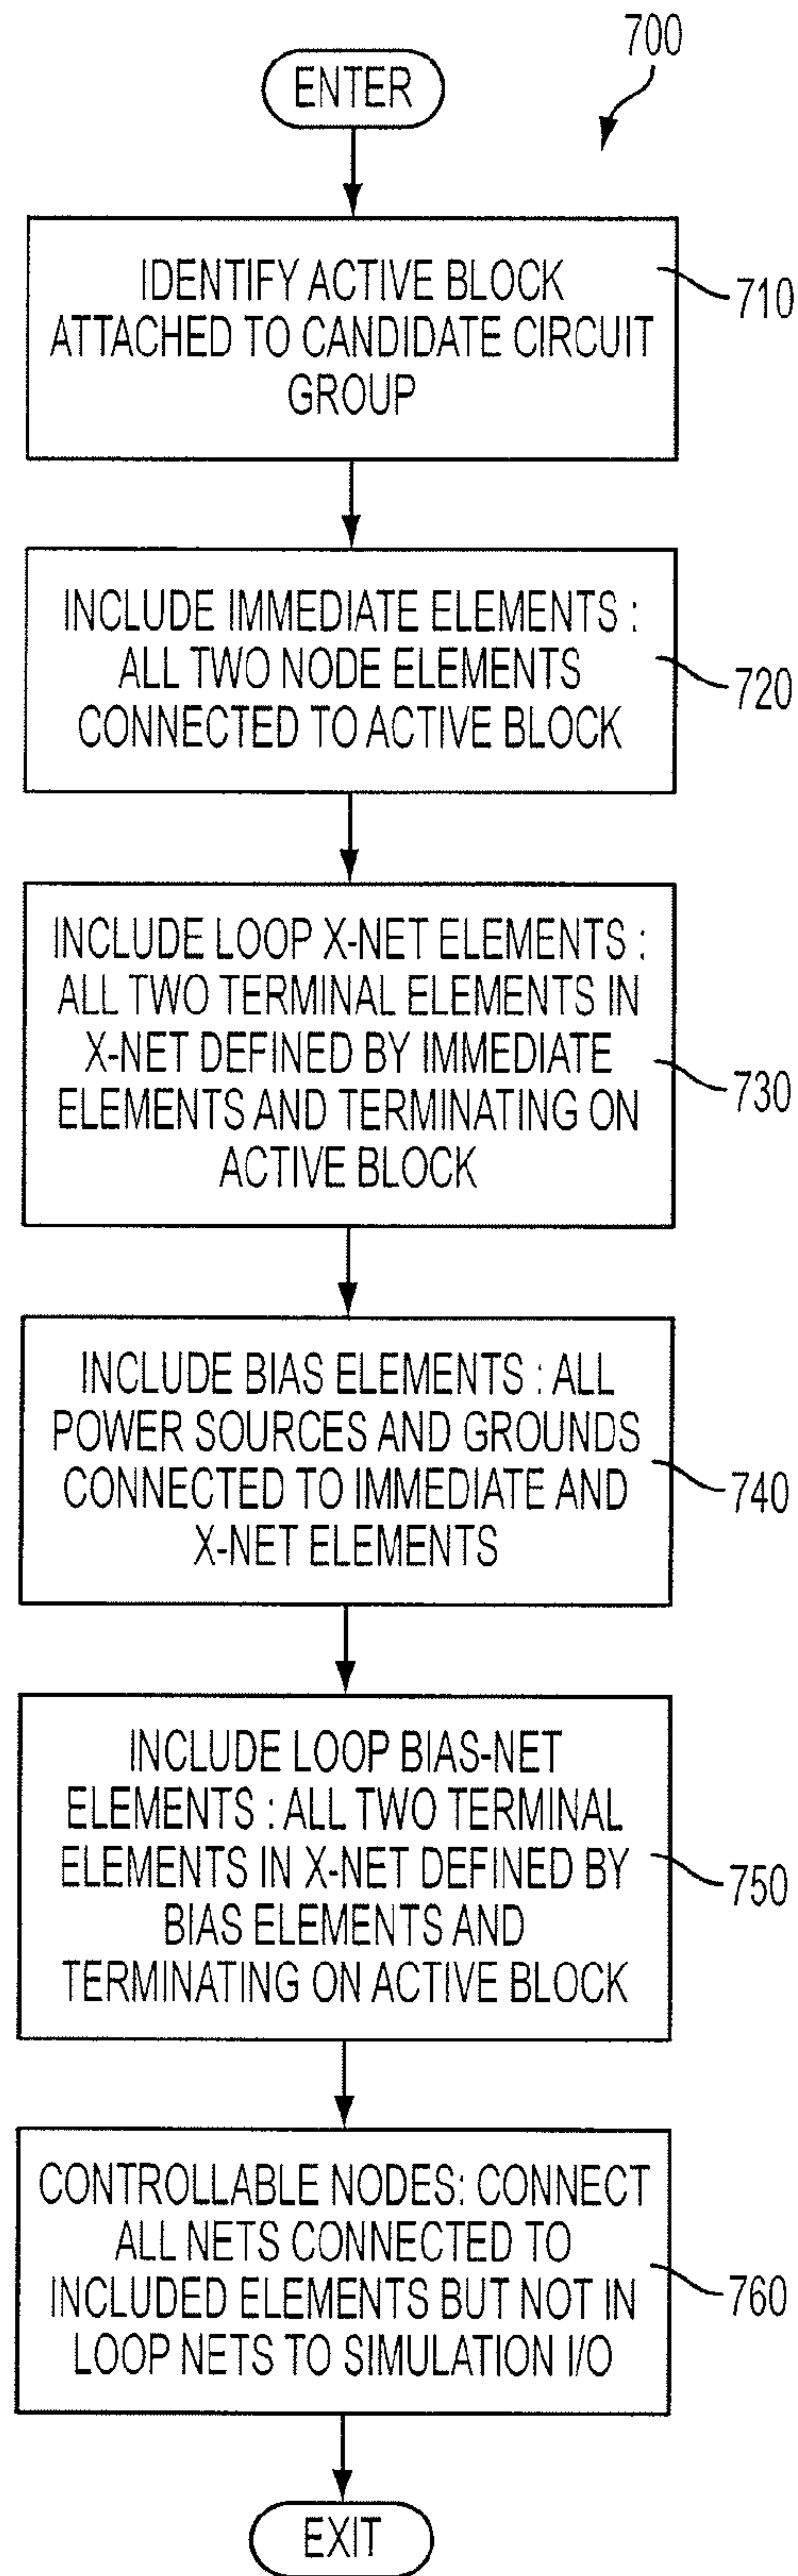 700
ENTER
IDENTIFY ACTIVE BLOCK
ATTACHED TO CANDIDATE CIRCUIT
GROUP
710
INCLUDE IMMEDIATE ELEMENTS :
ALL TWO NODE ELEMENTS
CONNECTED TO ACTIVE BLOCK
720
INCLUDE LOOP X-NET ELEMENTS :
ALL TWO TERMINAL ELEMENTS IN
X-NET DEFINED BY IMMEDIATE
ELEMENTS AND TERMINATING ON
ACTIVE BLOCK
730
INCLUDE BIAS ELEMENTS : ALL
POWER SOURCES AND GROUNDS
CONNECTED TO IMMEDIATE AND
X-NET ELEMENTS
740
INCLUDE LOOP BIAS-NET
ELEMENTS : ALL TWO TERMINAL
ELEMENTS IN X-NET DEFINED BY
BIAS ELEMENTS AND
TERMINATING ON ACTIVE BLOCK
750
CONTROLLABLE NODES: CONNECT
ALL NETS CONNECTED TO
INCLUDED ELEMENTS BUT NOT IN
LOOP NETS TO SIMULATION I/O
760
EXIT